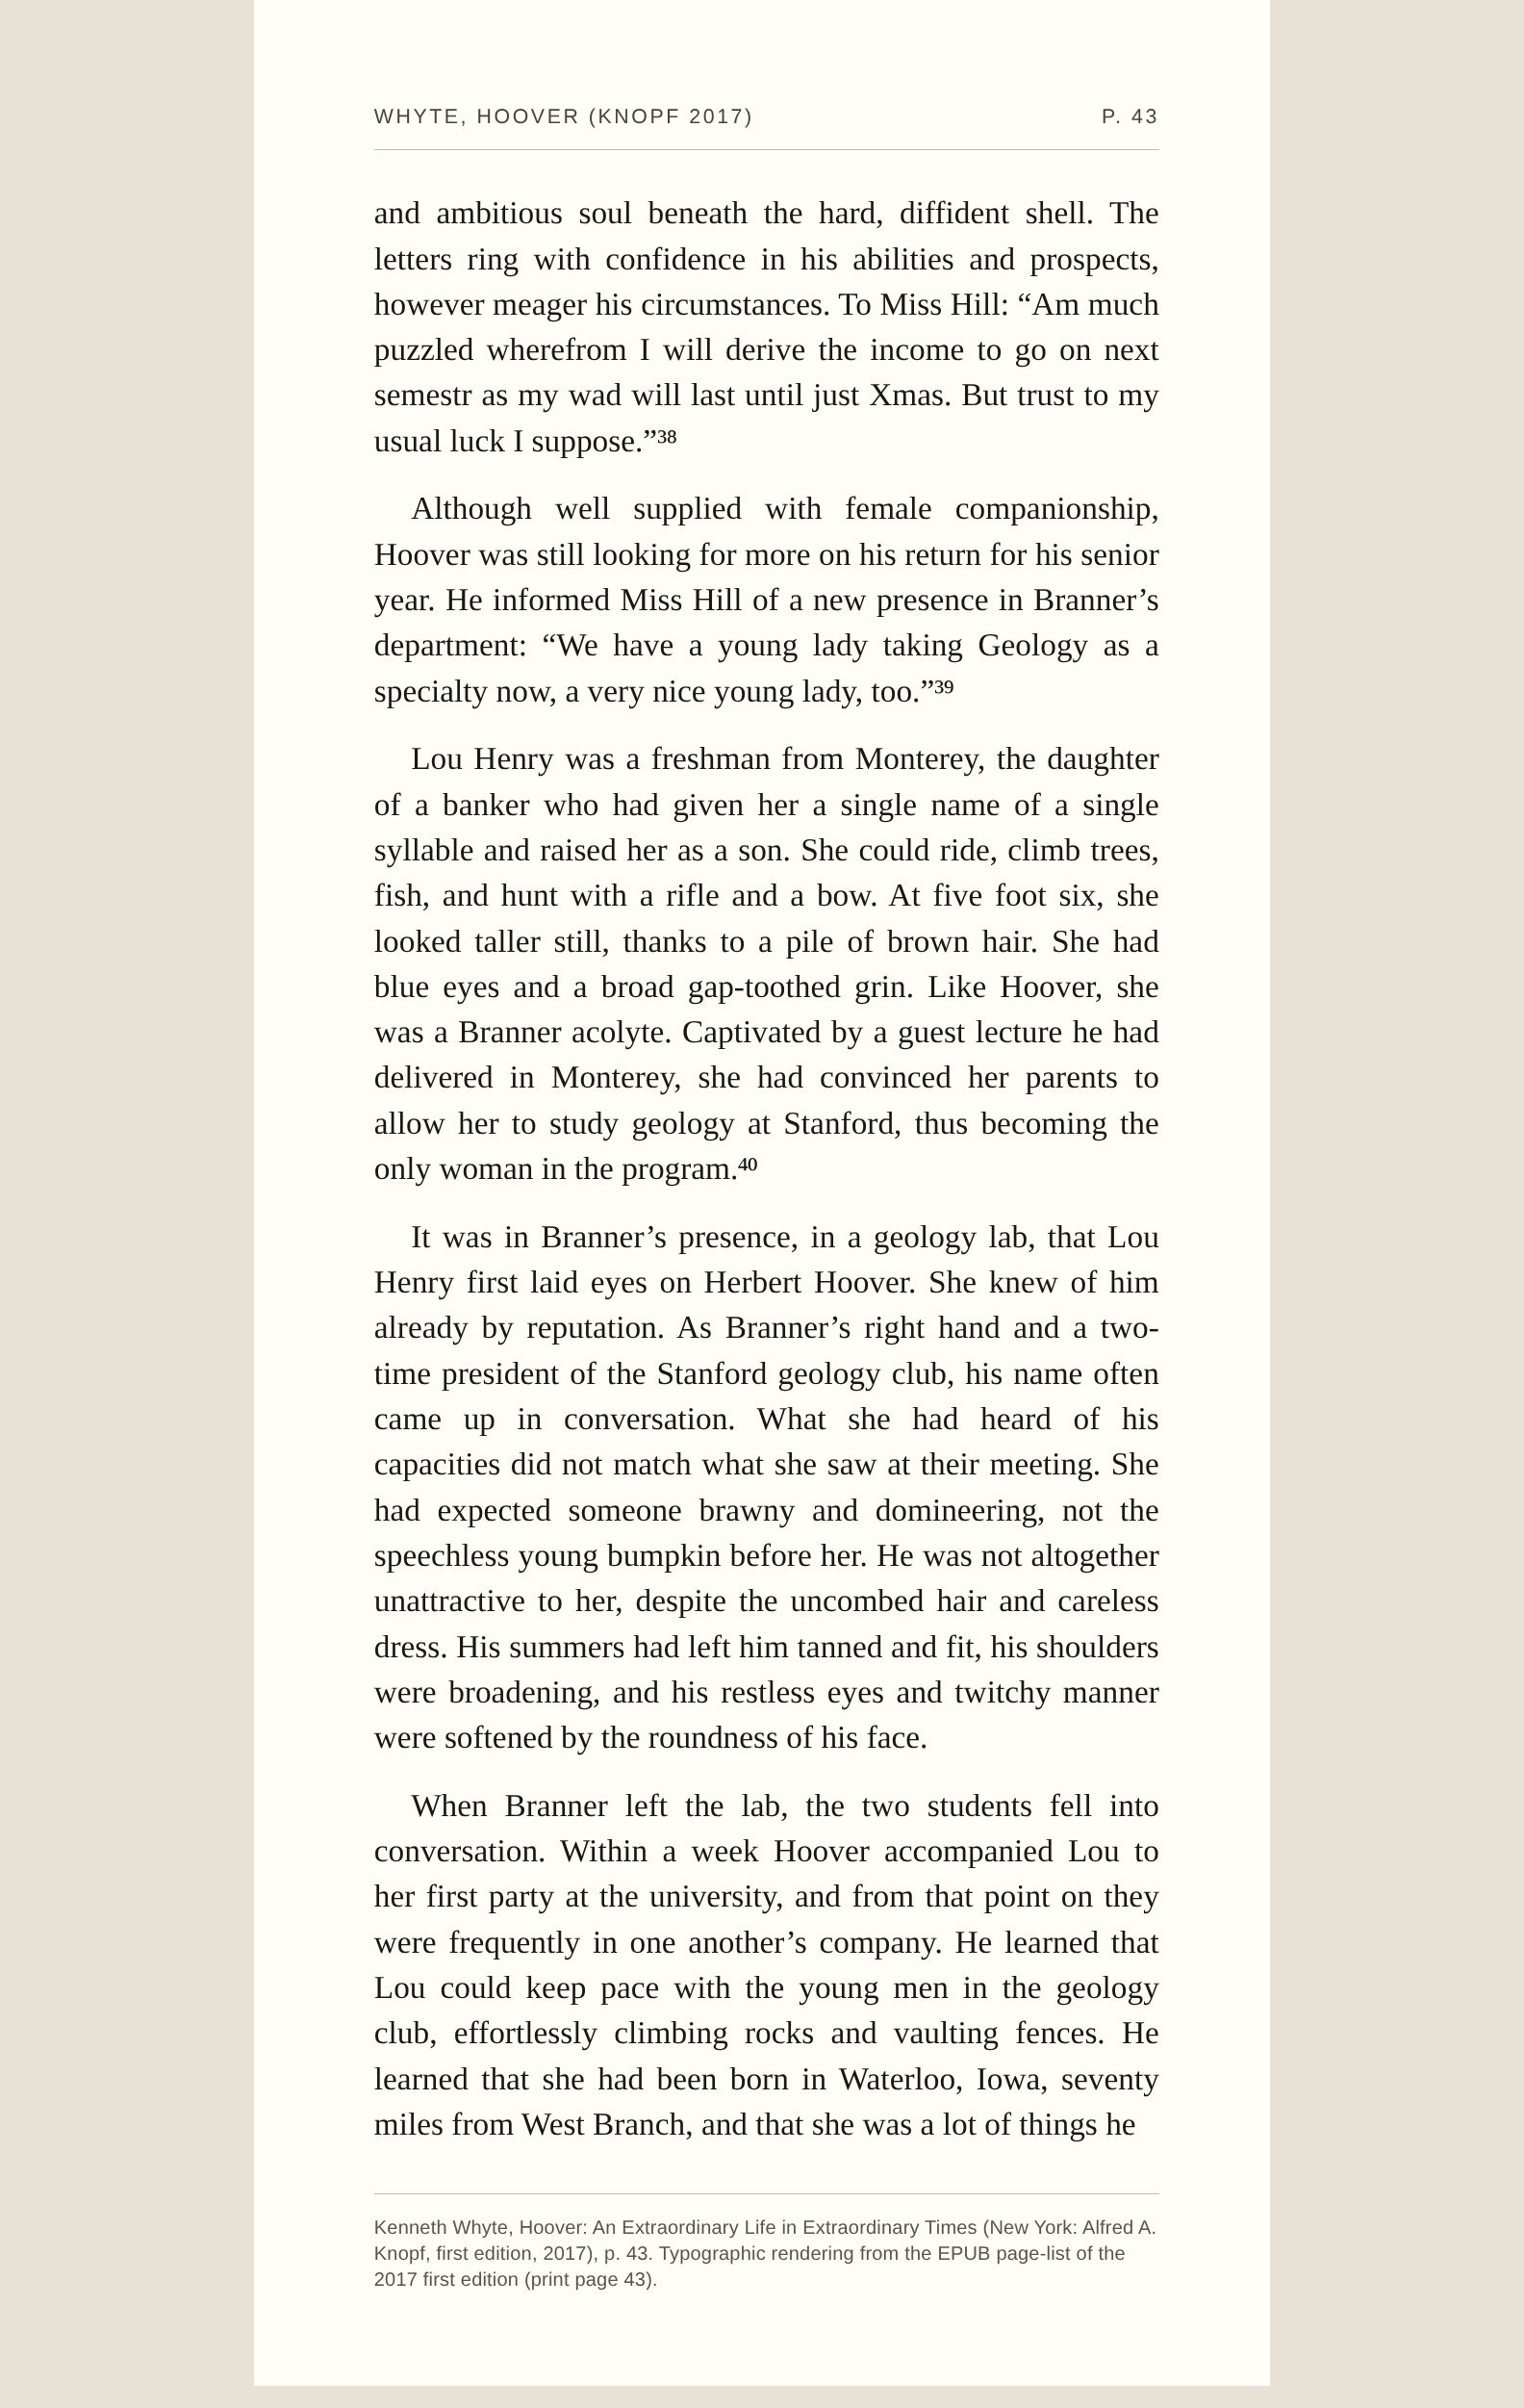 WHYTE, HOOVER (KNOPF 2017) P. 43
and ambitious soul beneath the hard, diffident shell. The
letters ring with confidence in his abilities and prospects,
however meager his circumstances. To Miss Hill: “Am much
puzzled wherefrom I will derive the income to go on next
semestr as my wad will last until just Xmas. But trust to my
usual luck I suppose.”³⁸
Although well supplied with female companionship,
Hoover was still looking for more on his return for his senior
year. He informed Miss Hill of a new presence in Branner’s
department: “We have a young lady taking Geology as a
specialty now, a very nice young lady, too.”³⁹
Lou Henry was a freshman from Monterey, the daughter
of a banker who had given her a single name of a single
syllable and raised her as a son. She could ride, climb trees,
fish, and hunt with a rifle and a bow. At five foot six, she
looked taller still, thanks to a pile of brown hair. She had
blue eyes and a broad gap-toothed grin. Like Hoover, she
was a Branner acolyte. Captivated by a guest lecture he had
delivered in Monterey, she had convinced her parents to
allow her to study geology at Stanford, thus becoming the
only woman in the program.⁴⁰
It was in Branner’s presence, in a geology lab, that Lou
Henry first laid eyes on Herbert Hoover. She knew of him
already by reputation. As Branner’s right hand and a two-
time president of the Stanford geology club, his name often
came up in conversation. What she had heard of his
capacities did not match what she saw at their meeting. She
had expected someone brawny and domineering, not the
speechless young bumpkin before her. He was not altogether
unattractive to her, despite the uncombed hair and careless
dress. His summers had left him tanned and fit, his shoulders
were broadening, and his restless eyes and twitchy manner
were softened by the roundness of his face.
When Branner left the lab, the two students fell into
conversation. Within a week Hoover accompanied Lou to
her first party at the university, and from that point on they
were frequently in one another’s company. He learned that
Lou could keep pace with the young men in the geology
club, effortlessly climbing rocks and vaulting fences. He
learned that she had been born in Waterloo, Iowa, seventy
miles from West Branch, and that she was a lot of things he
Kenneth Whyte, Hoover: An Extraordinary Life in Extraordinary Times (New York: Alfred A.
Knopf, first edition, 2017), p. 43. Typographic rendering from the EPUB page-list of the
2017 first edition (print page 43).